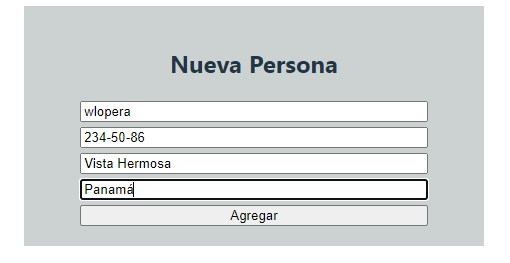 Nueva Persona
wlopera
234-50-86
Vista Hermosa
Panamá
Agregar